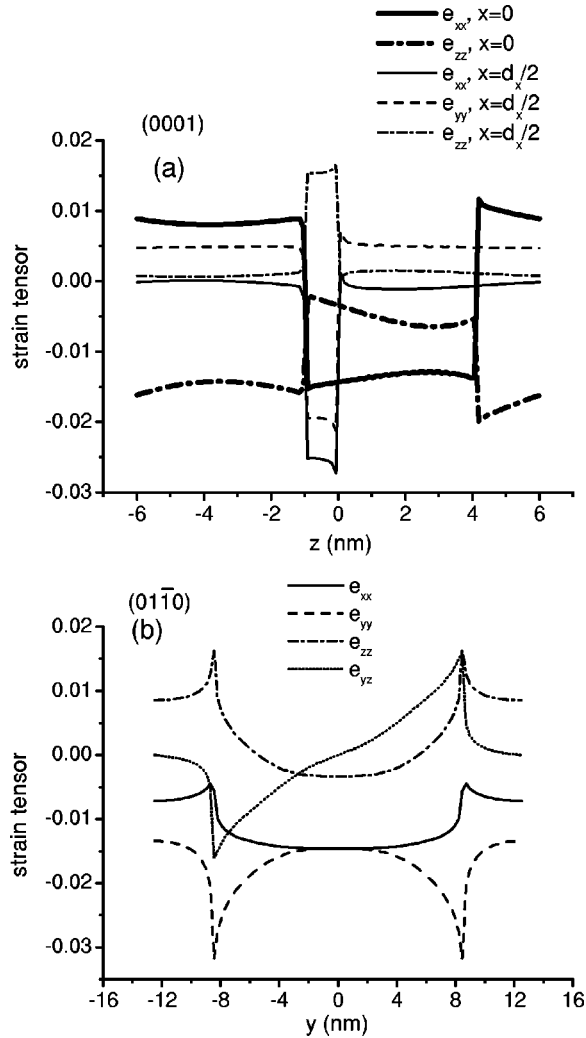 e_xx, x=0
e_zz, x=0
e_xx, x=d_x/2
e_yy, x=d_x/2
e_zz, x=d_x/2
(0001)
(a)
0.02
0.01
0.00
-0.01
-0.02
-0.03
strain tensor
-6 -4 -2 0 2 4 6
z (nm)
(011̅0)
(b)
e_xx
e_yy
e_zz
e_yz
0.02
0.01
0.00
-0.01
-0.02
-0.03
strain tensor
-16 -12 -8 -4 0 4 8 12 16
y (nm)